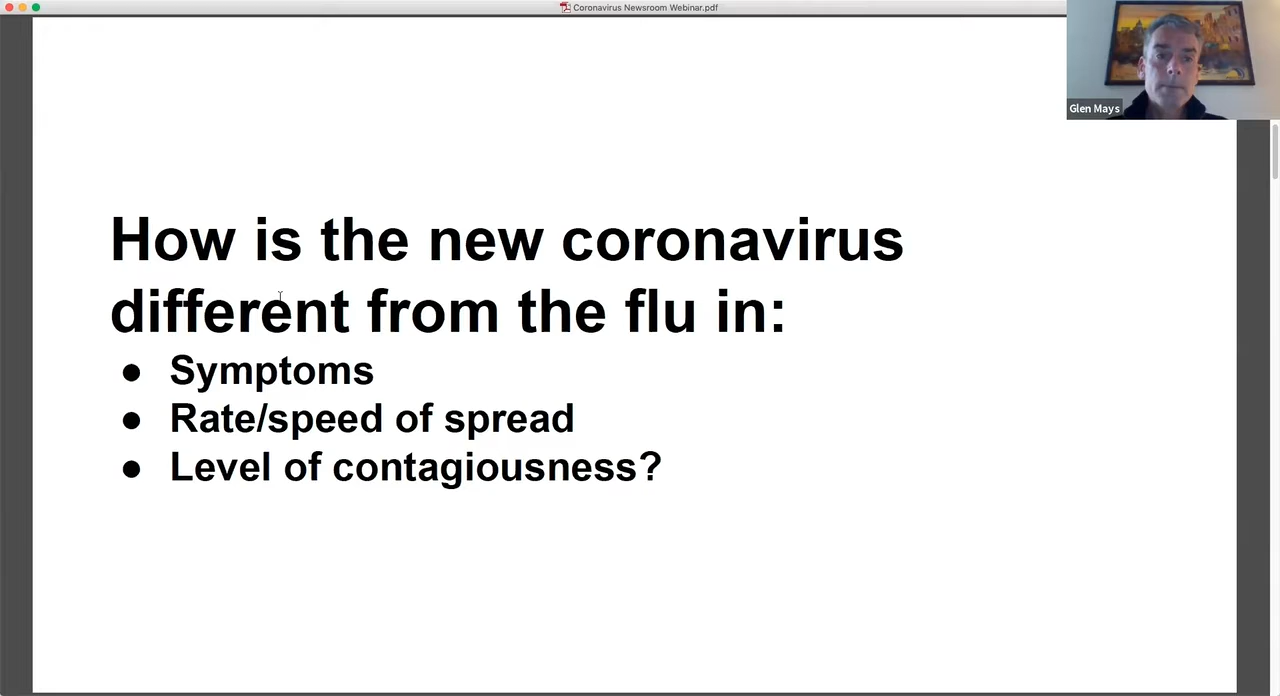 Coronavirus Newsroom Webinar.pdf
Glen Mays
How is the new coronavirus
different from the flu in:
● Symptoms
● Rate/speed of spread
● Level of contagiousness?